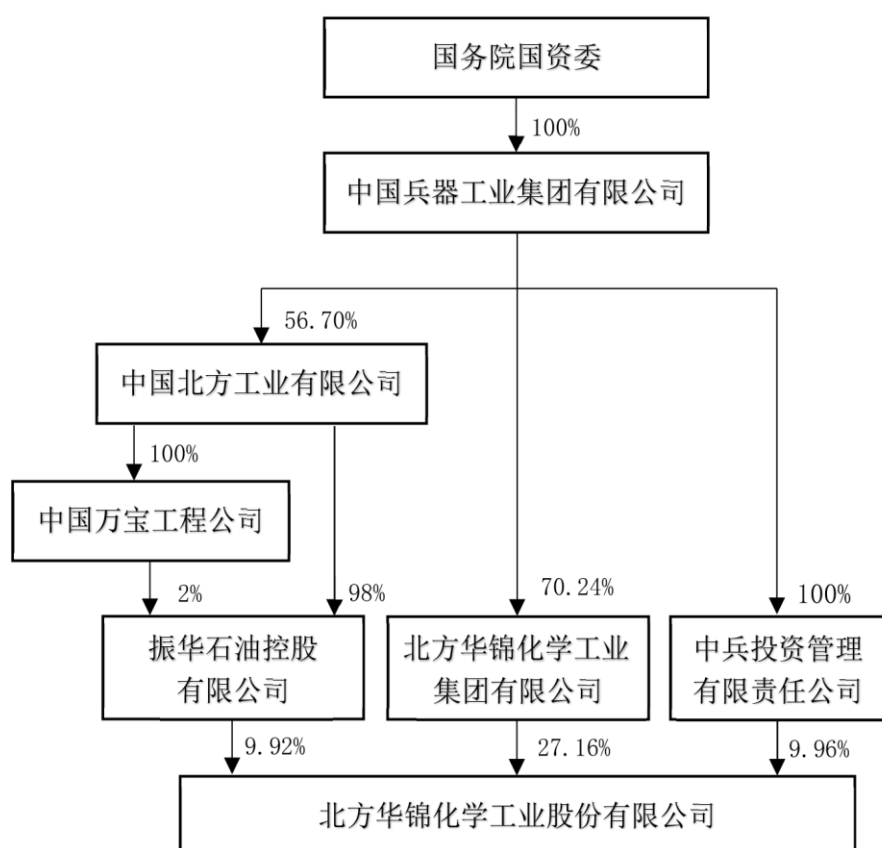 国务院国资委
100%
中国兵器工业集团有限公司
56.70%
中国北方工业有限公司
100%
中国万宝工程公司
2%
98%
70.24%
100%
振华石油控股
有限公司
北方华锦化学工业
集团有限公司
中兵投资管理
有限责任公司
9.92%
27.16%
9.96%
北方华锦化学工业股份有限公司